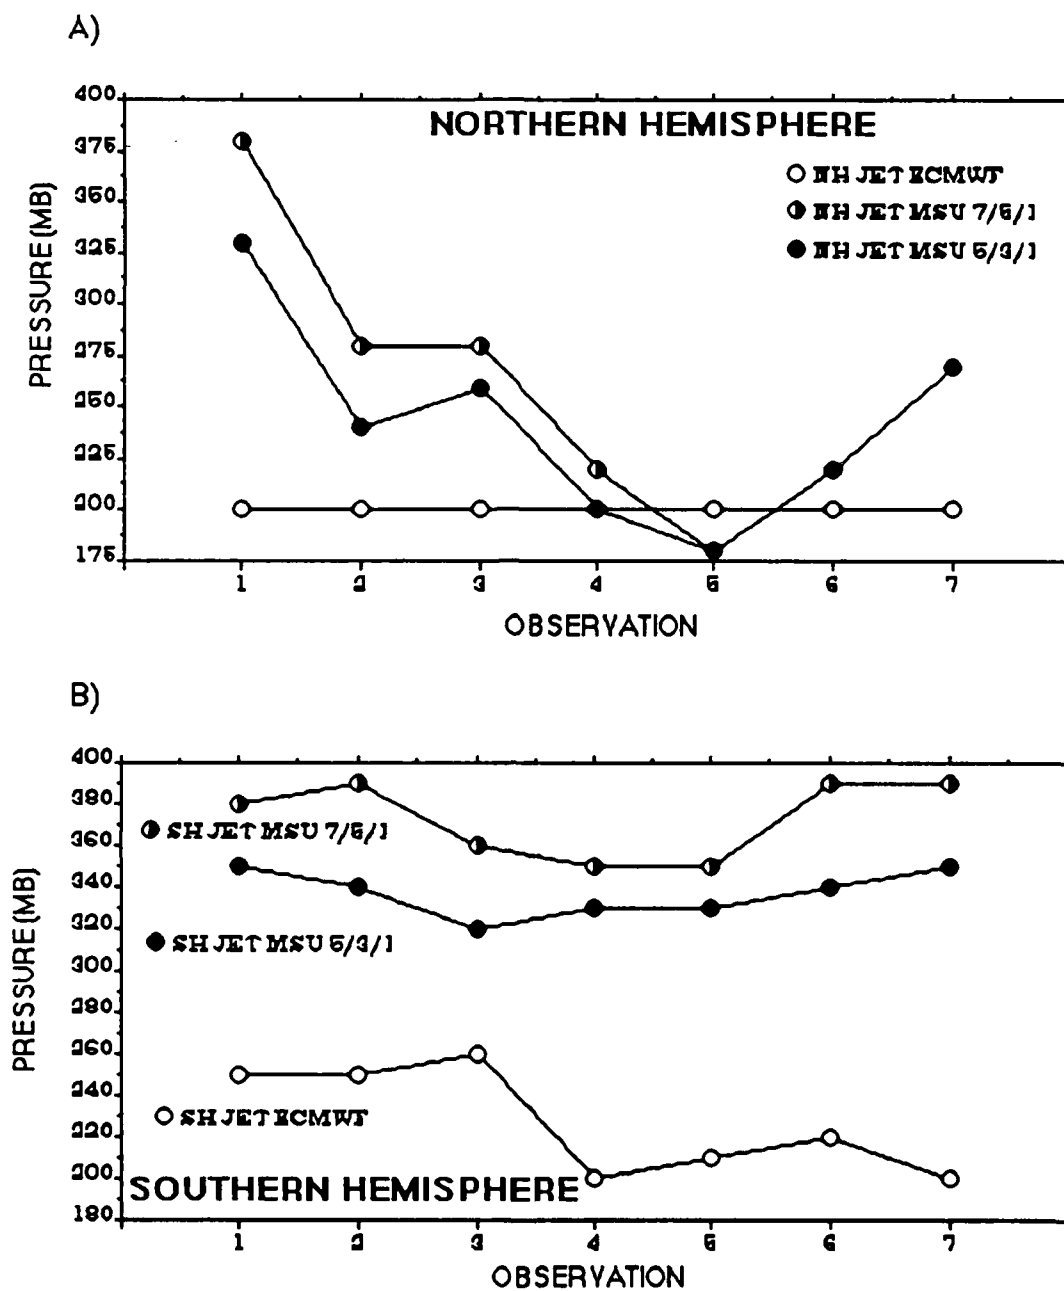 A)
NORTHERN HEMISPHERE
NH JET ECMWF
NH JET MSU 7/5/1
NH JET MSU 5/3/1
PRESSURE (MB)
400
375
350
325
300
275
250
225
200
175
1 2 3 4 5 6 7
OBSERVATION
B)
PRESSURE (MB)
400
380
360
340
320
300
280
260
240
220
200
180
SH JET MSU 7/5/1
SH JET MSU 5/3/1
SH JET ECMWF
SOUTHERN HEMISPHERE
1 2 3 4 5 6 7
OBSERVATION